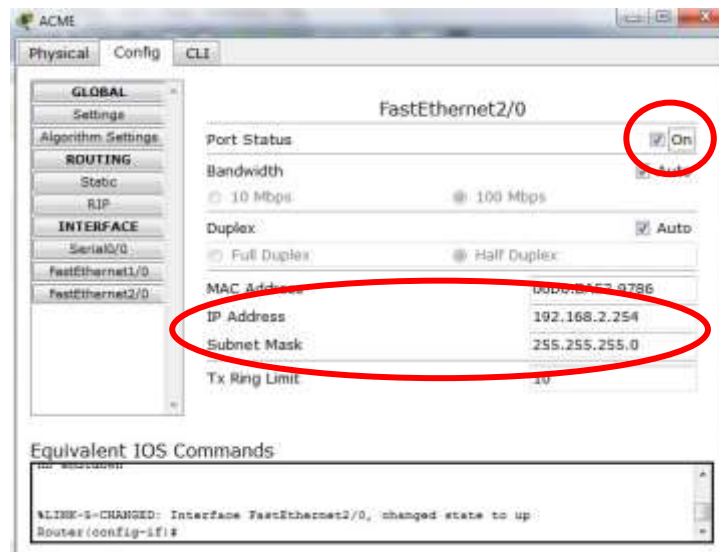 ACME
Physical Config CLI
GLOBAL
Settings
Algorithm Settings
ROUTING
Static
RIP
INTERFACE
Serial0/0
FastEthernet1/0
FastEthernet2/0
FastEthernet2/0
Port Status On
Bandwidth Auto
10 Mbps 100 Mbps
Duplex Auto
Full Duplex Half Duplex
MAC Address
IP Address 192.168.2.254
Subnet Mask 255.255.255.0
Tx Ring Limit 10
Equivalent IOS Commands
no shutdown
%LINK-5-CHANGED: Interface FastEthernet2/0, changed state to up
Router(config-if)#